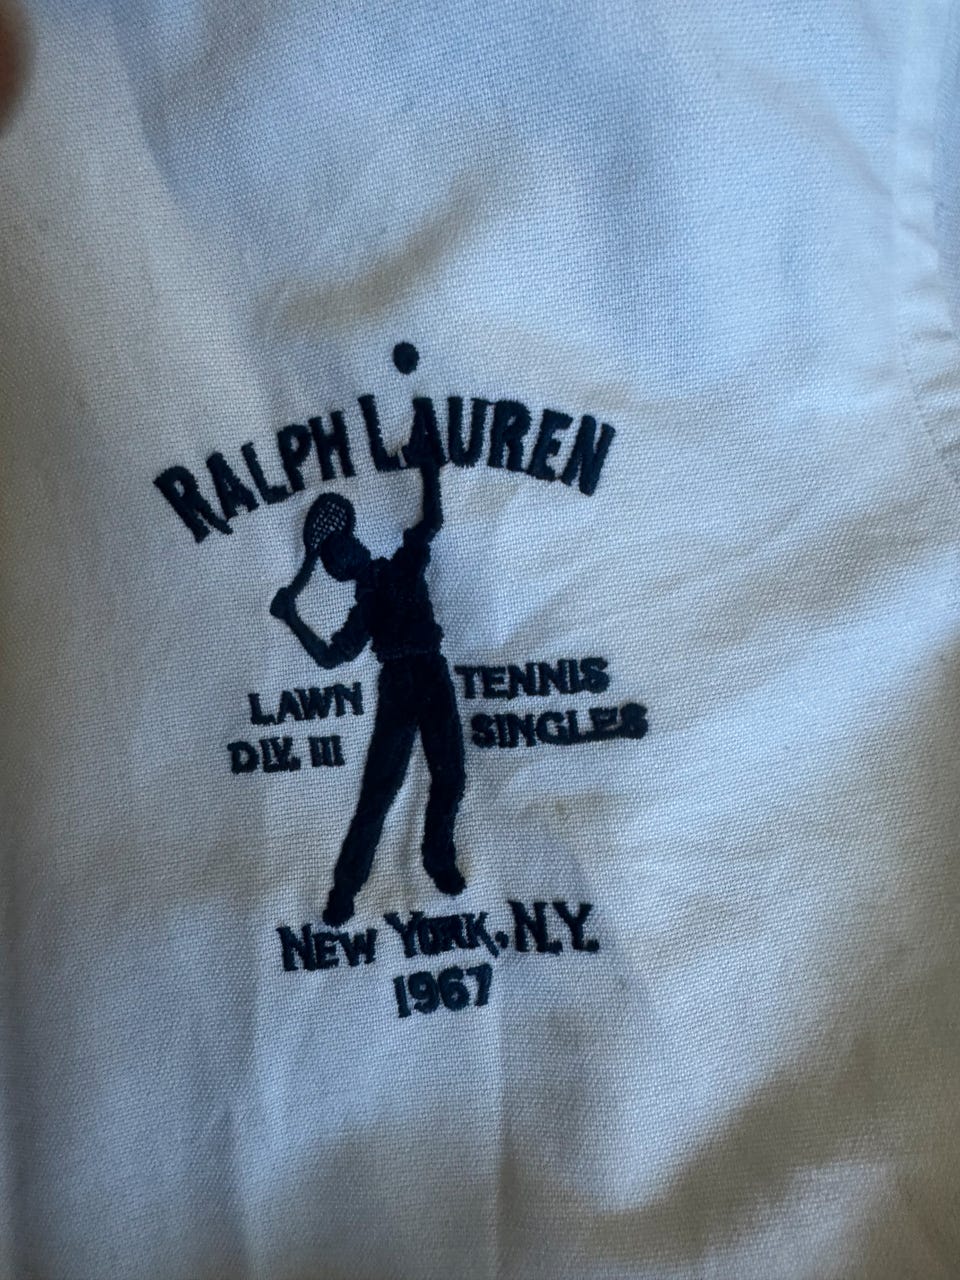 RALPH LAUREN
LAWN TENNIS
DIV. III SINGLES
NEW YORK, N.Y.
1967